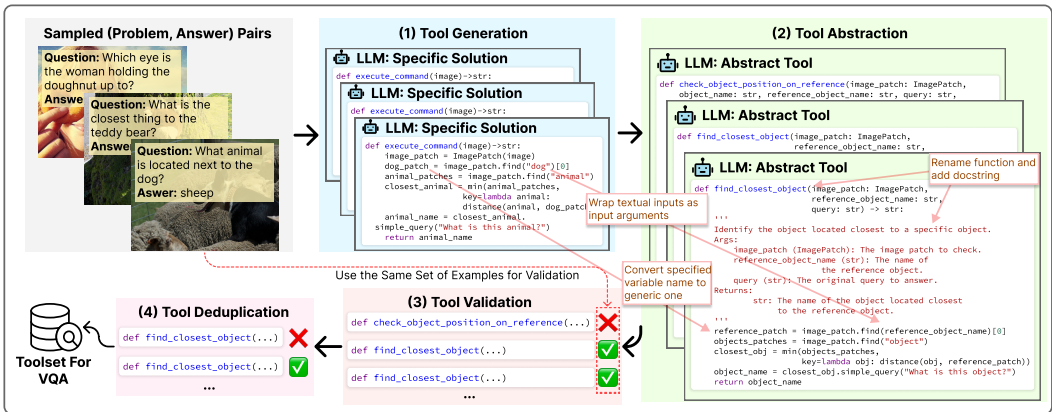 Sampled (Problem, Answer) Pairs
Question: Which eye is
the woman holding the
doughnut up to?
Answe
Question: What is the
closest thing to the
teddy bear?
Answe
Question: What animal
is located next to the
dog?
Aswer: sheep
(1) Tool Generation
LLM: Specific Solution
def execute_command(image)->str:
LLM: Specific Solution
def execute_command(image)->str:
LLM: Specific Solution
def execute_command(image)->str:
image_patch = ImagePatch(image)
dog_patch = image_patch.find("dog")[0]
animal_patches = image_patch.find("animal")
closest_animal = min(animal_patches,
key=lambda animal:
distance(animal, dog_patc
animal_name = closest_animal.
simple_query("What is this animal?")
return animal_name
(2) Tool Abstraction
LLM: Abstract Tool
def check_object_position_on_reference(image_patch: ImagePatch,
object_name: str, reference_object_name: str, query: str,
LLM: Abstract Tool
def find_closest_object(image_patch: ImagePatch,
reference_object_name: str,
LLM: Abstract Tool
def find_closest_object(image_patch: ImagePatch,
reference_object_name: str,
query: str) -> str:
'''
Identify the object located closest to a specific object.
Args:
image_patch (ImagePatch): The image patch to check.
reference_object_name (str): The name of
the reference object.
query (str): The original query to answer.
Returns:
str: The name of the object located closest
to the reference object.
'''
reference_patch = image_patch.find(reference_object_name)[0]
objects_patches = image_patch.find("object")
closest_obj = min(objects_patches,
key=lambda obj: distance(obj, reference_patch))
object_name = closest_obj.simple_query("What is this object?")
return object_name
Rename function and
add docstring
Wrap textual inputs as
input arguments
Convert specified
variable name to
generic one
Use the Same Set of Examples for Validation
(3) Tool Validation
def check_object_position_on_reference(...)
def find_closest_object(...)
def find_closest_object(...)
...
(4) Tool Deduplication
def find_closest_object(...)
def find_closest_object(...)
...
Toolset For
VQA